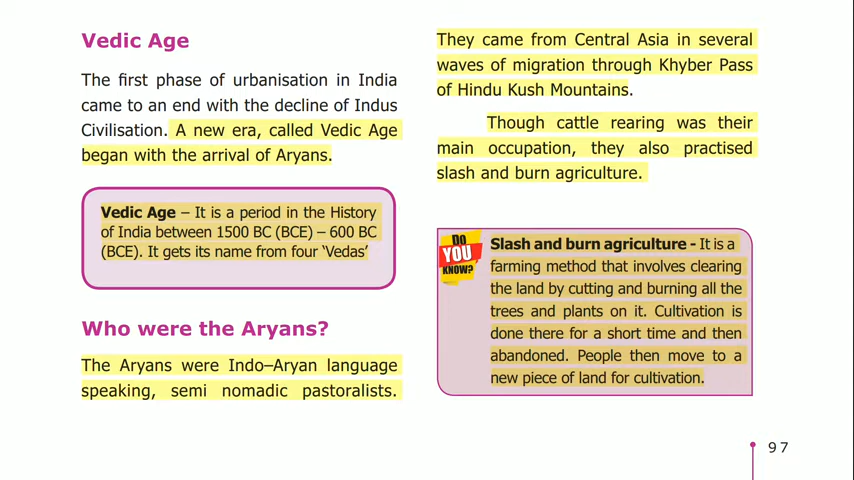 Vedic Age
The first phase of urbanisation in India
came to an end with the decline of Indus
Civilisation. A new era, called Vedic Age
began with the arrival of Aryans.
Vedic Age – It is a period in the History
of India between 1500 BC (BCE) – 600 BC
(BCE). It gets its name from four ‘Vedas’
Who were the Aryans?
The Aryans were Indo–Aryan language
speaking, semi nomadic pastoralists.
They came from Central Asia in several
waves of migration through Khyber Pass
of Hindu Kush Mountains.
Though cattle rearing was their
main occupation, they also practised
slash and burn agriculture.
DO
YOU
KNOW?
Slash and burn agriculture - It is a
farming method that involves clearing
the land by cutting and burning all the
trees and plants on it. Cultivation is
done there for a short time and then
abandoned. People then move to a
new piece of land for cultivation.
97